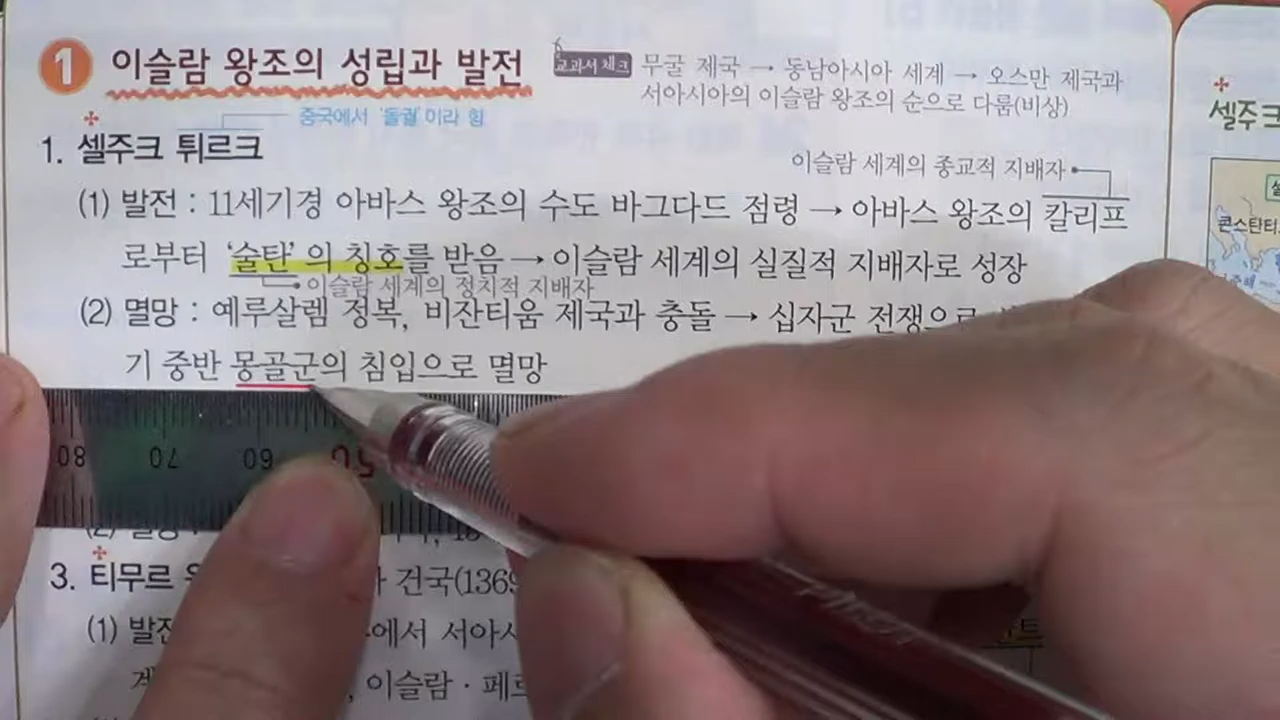 1 이슬람 왕조의 성립과 발전
교과서 체크 무굴 제국 → 동남아시아 세계 → 오스만 제국과
서아시아의 이슬람 왕조의 순으로 다룸(비상)
중국에서 '돌궐'이라 함
1. 셀주크 튀르크
이슬람 세계의 종교적 지배자
(1) 발전 : 11세기경 아바스 왕조의 수도 바그다드 점령 → 아바스 왕조의 칼리프
로부터 '술탄'의 칭호를 받음 → 이슬람 세계의 실질적 지배자로 성장
이슬람 세계의 정치적 지배자
(2) 멸망 : 예루살렘 정복, 비잔티움 제국과 충돌 → 십자군 전쟁으로
기 중반 몽골군의 침입으로 멸망
80 70 60 50
3. 티무르 건국(1369
(1) 발전 에서
이슬람 ·
셀주크